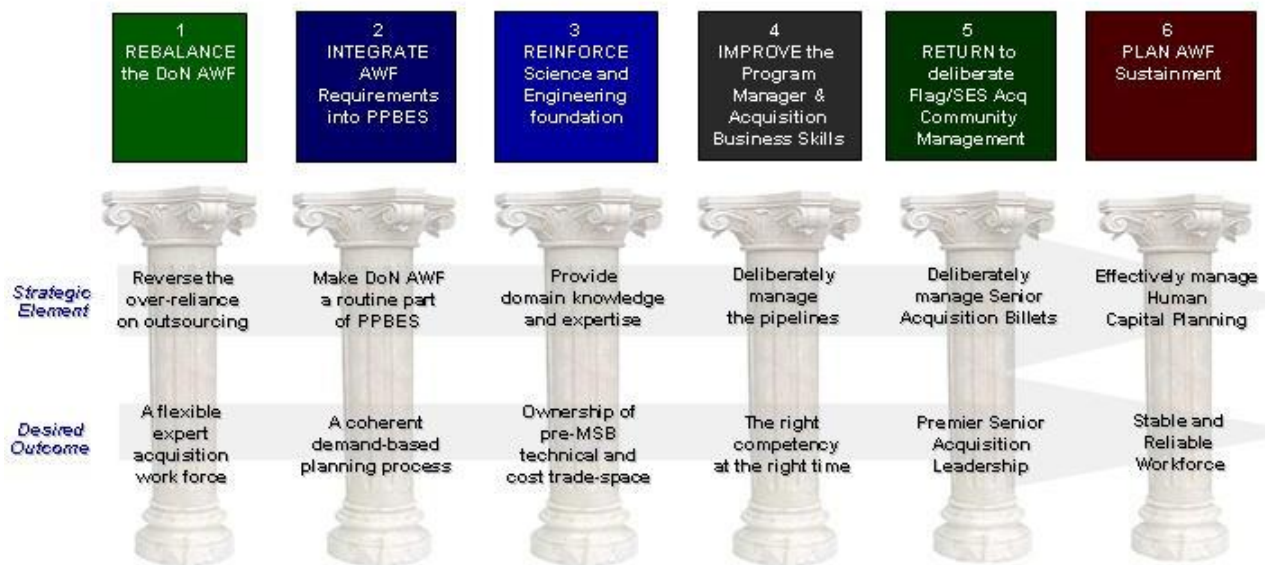 1
REBALANCE
the DoN AWF
2
INTEGRATE
AWF
Requirements
into PPBES
3
REINFORCE
Science and
Engineering
foundation
4
IMPROVE the
Program
Manager &
Acquisition
Business Skills
5
RETURN to
deliberate
Flag/SES Acq
Community
Management
6
PLAN AWF
Sustainment
Strategic
Element
Reverse the
over-reliance
on outsourcing
Make DoN AWF
a routine part
of PPBES
Provide
domain knowledge
and expertise
Deliberately
manage
the pipelines
Deliberately
manage Senior
Acquisition Billets
Effectively manage
Human
Capital Planning
Desired
Outcome
A flexible
expert
acquisition
work force
A coherent
demand-based
planning process
Ownership of
pre-MSB
technical and
cost trade-space
The right
competency
at the right time
Premier Senior
Acquisition
Leadership
Stable and
Reliable
Workforce